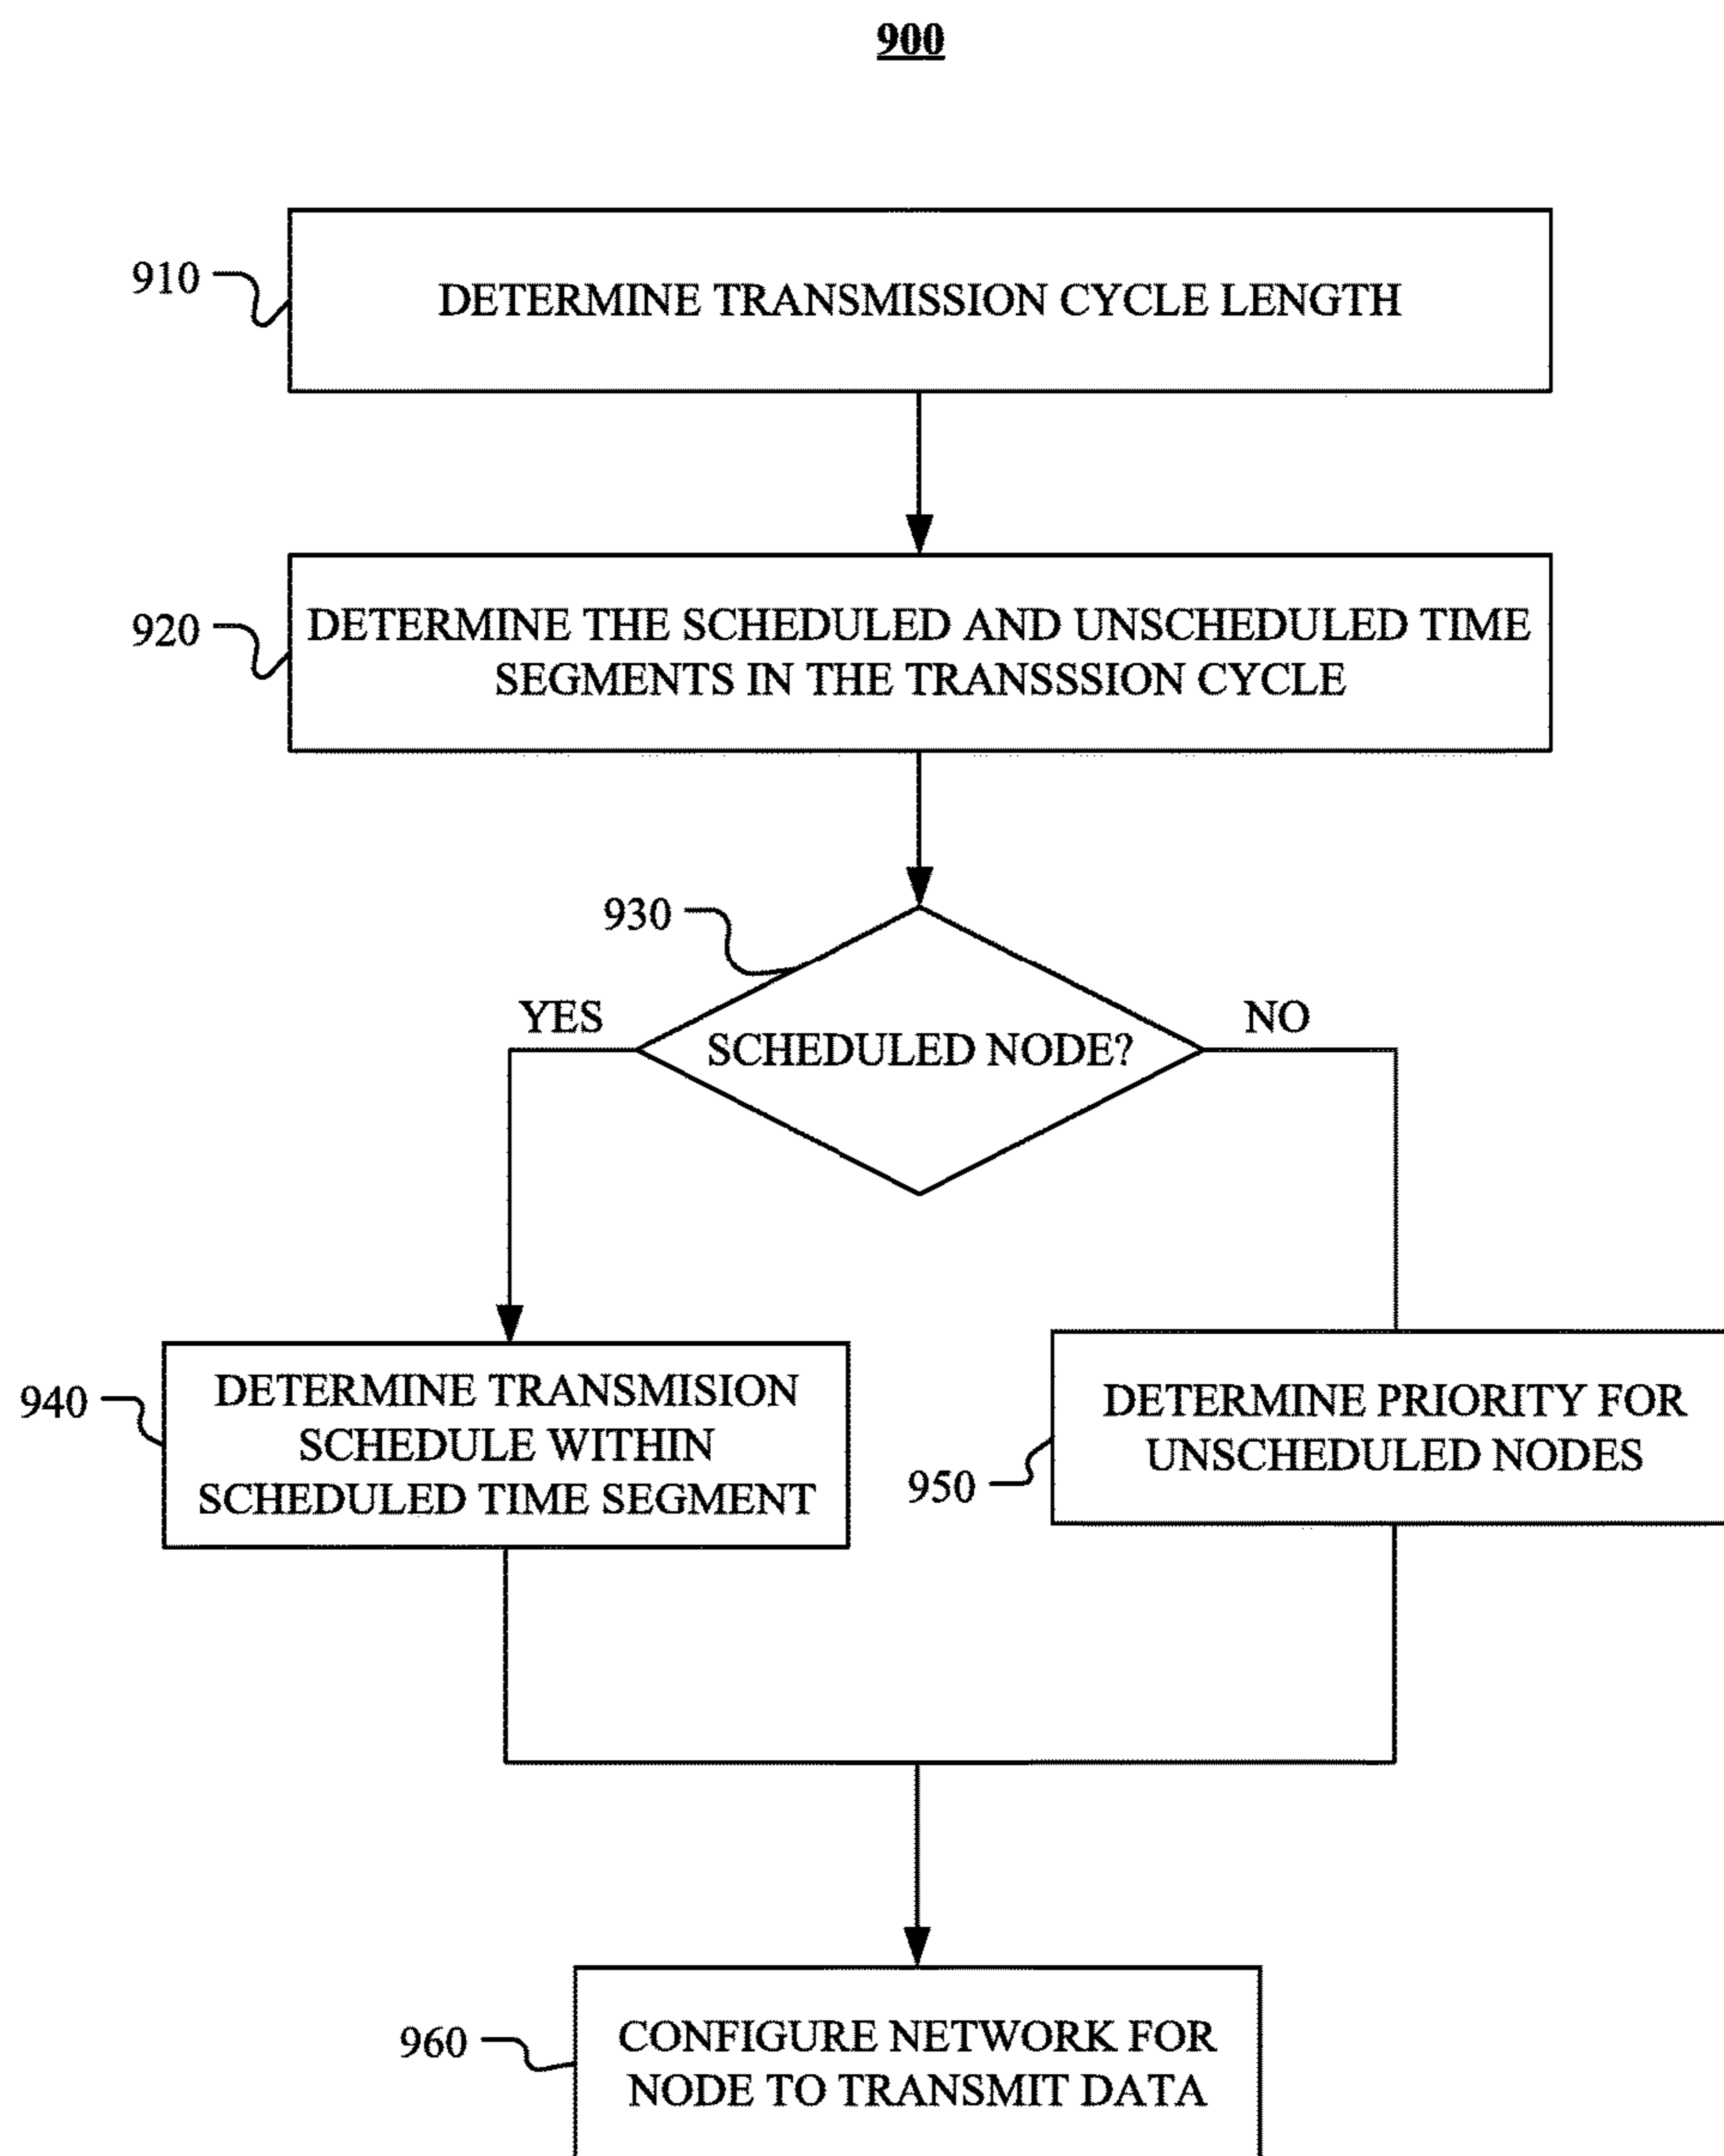 900
910
DETERMINE TRANSMISSION CYCLE LENGTH
920
DETERMINE THE SCHEDULED AND UNSCHEDULED TIME
SEGMENTS IN THE TRANSSSION CYCLE
930
YES
NO
SCHEDULED NODE?
940
DETERMINE TRANSMISION
SCHEDULE WITHIN
SCHEDULED TIME SEGMENT
950
DETERMINE PRIORITY FOR
UNSCHEDULED NODES
960
CONFIGURE NETWORK FOR
NODE TO TRANSMIT DATA